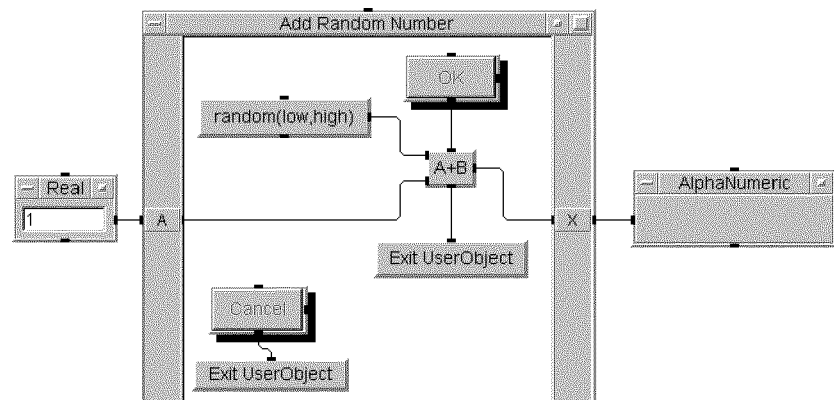 Add Random Number
OK
random(low,high)
A+B
Real
1
A
X
AlphaNumeric
Exit UserObject
Cancel
Exit UserObject